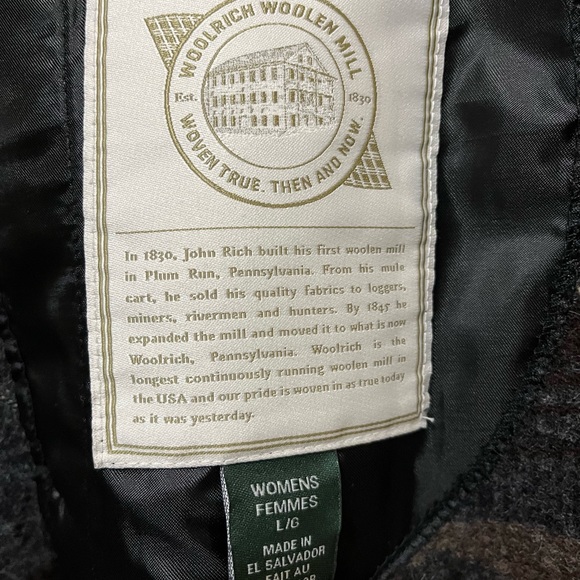 WOOLRICH WOOLEN MILL
Est. 1830
WOVEN TRUE. THEN AND NOW.
In 1830, John Rich built his first woolen mill
in Plum Run, Pennsylvania. From his mule
cart, he sold his quality fabrics to loggers,
miners, rivermen and hunters. By 1845 he
expanded the mill and moved it to what is now
Woolrich, Pennsylvania. Woolrich is the
longest continuously running woolen mill in
the USA and our pride is woven in as true today
as it was yesterday.
WOMENS
FEMMES
L/G
MADE IN
EL SALVADOR
FAIT AU